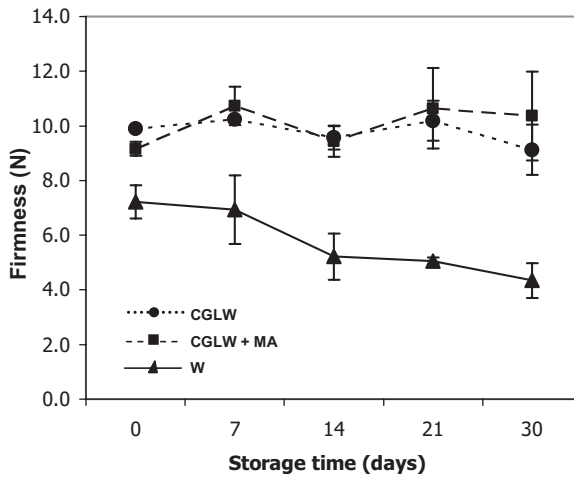 14.0
12.0
10.0
8.0
6.0
4.0
2.0
0.0
Firmness (N)
CGLW
CGLW + MA
W
0 7 14 21 30
Storage time (days)